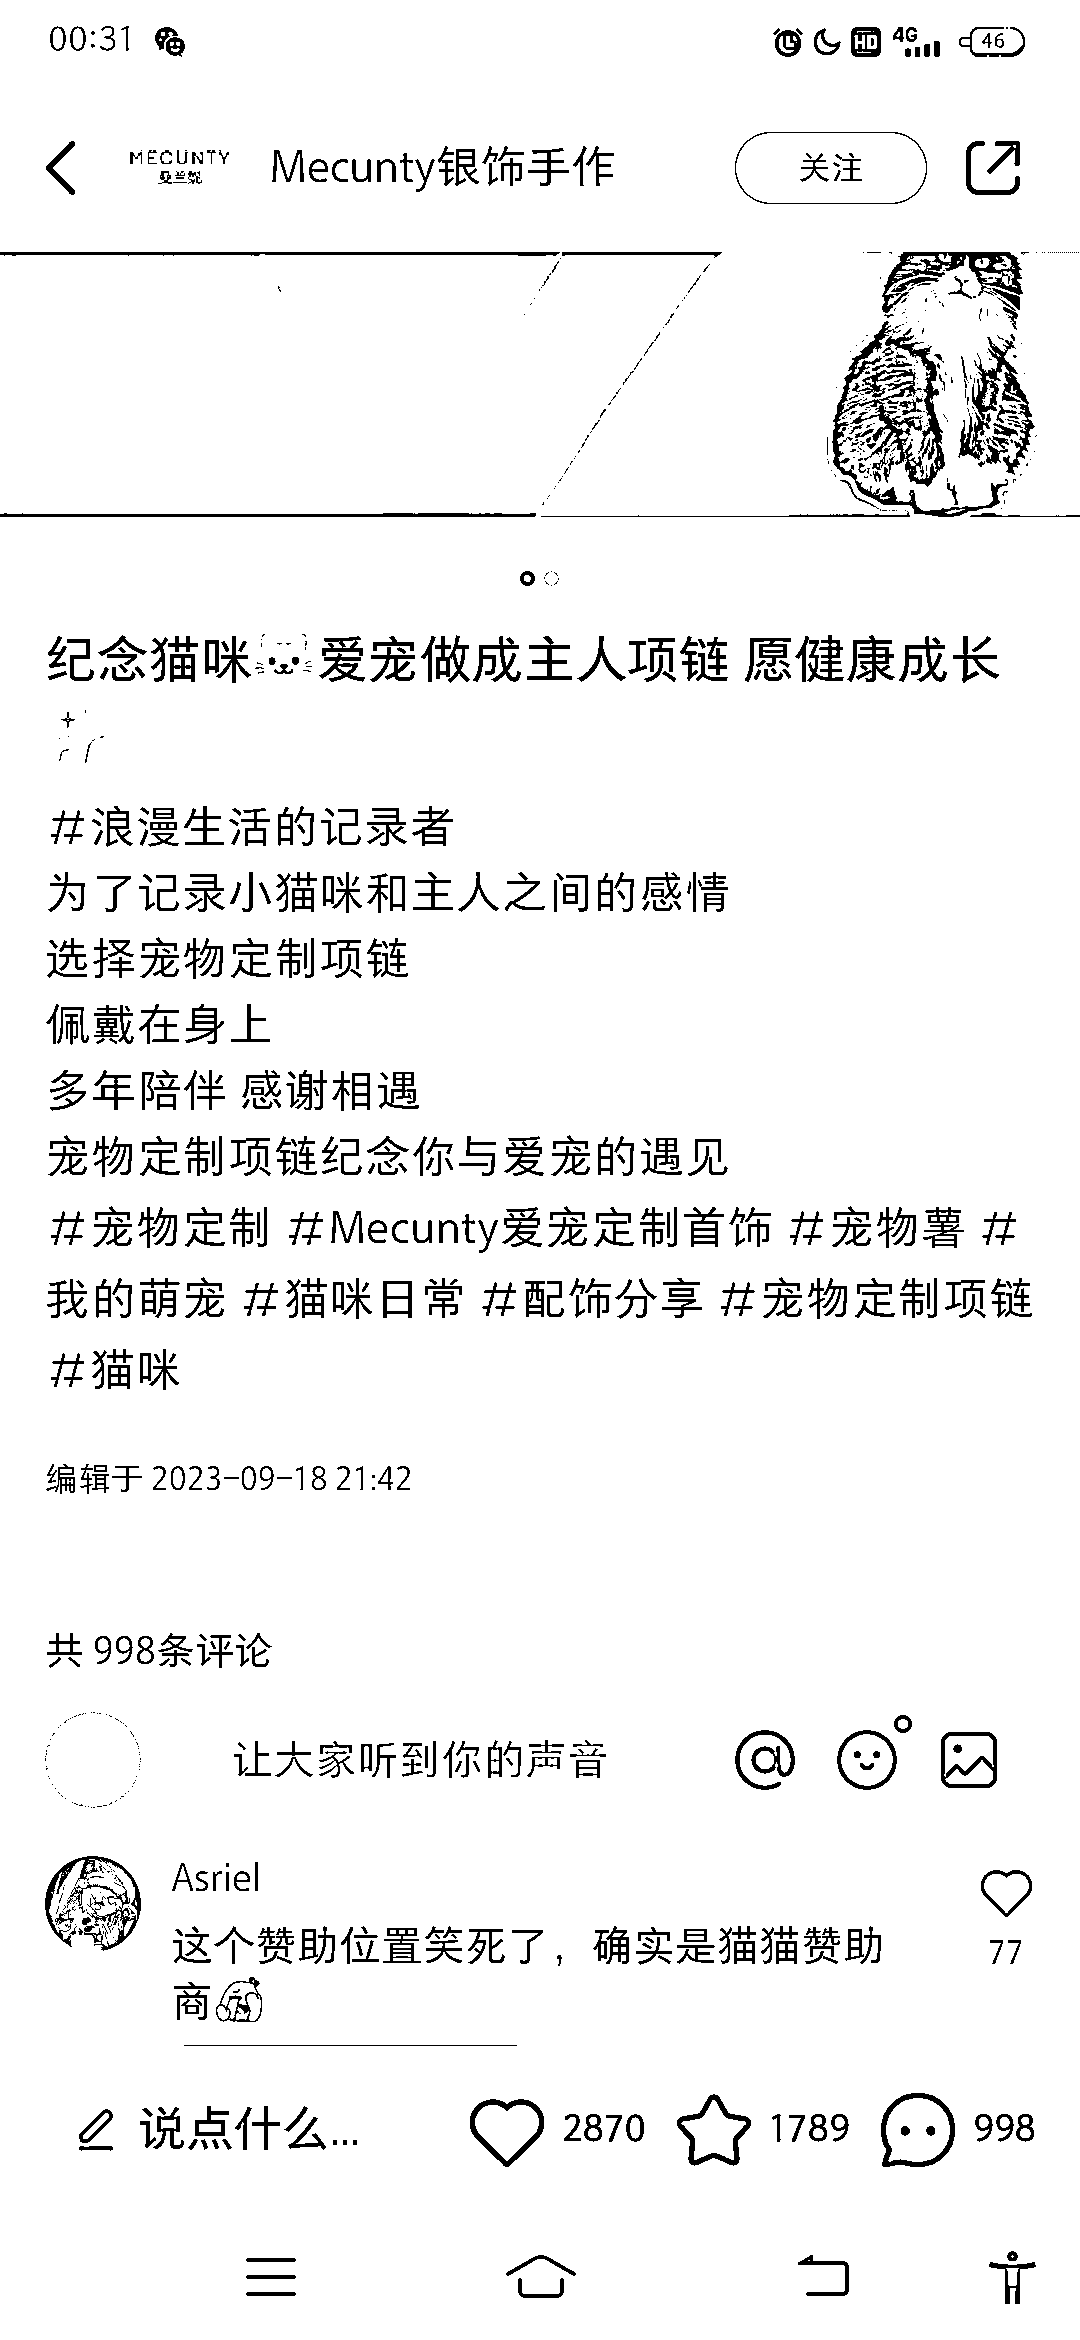 00:31
HD 4G 46
MECUNTY
曼兰妮
Mecunty银饰手作
关注
纪念猫咪🐱爱宠做成主人项链 愿健康成长
✨
#浪漫生活的记录者
为了记录小猫咪和主人之间的感情
选择宠物定制项链
佩戴在身上
多年陪伴 感谢相遇
宠物定制项链纪念你与爱宠的遇见
#宠物定制 #Mecunty爱宠定制首饰 #宠物薯 #
我的萌宠 #猫咪日常 #配饰分享 #宠物定制项链
#猫咪
编辑于 2023-09-18 21:42
共 998条评论
让大家听到你的声音
Asriel
这个赞助位置笑死了，确实是猫猫赞助
商
77
说点什么...
2870
1789
998